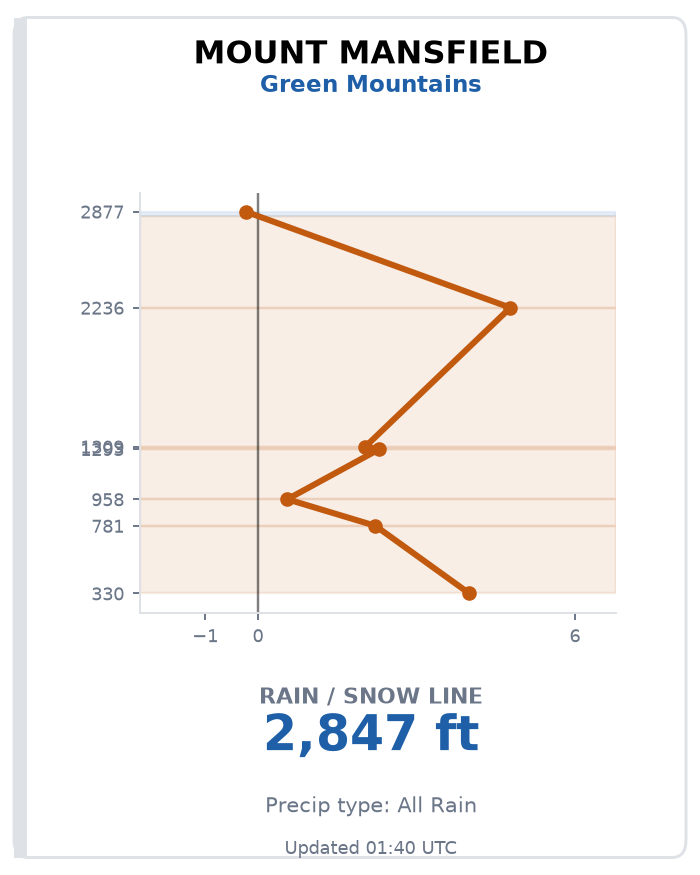 MOUNT MANSFIELD
Green Mountains
2877
2236
958
781
330
−1 0 6
RAIN / SNOW LINE
2,847 ft
Precip type: All Rain
Updated 01:40 UTC